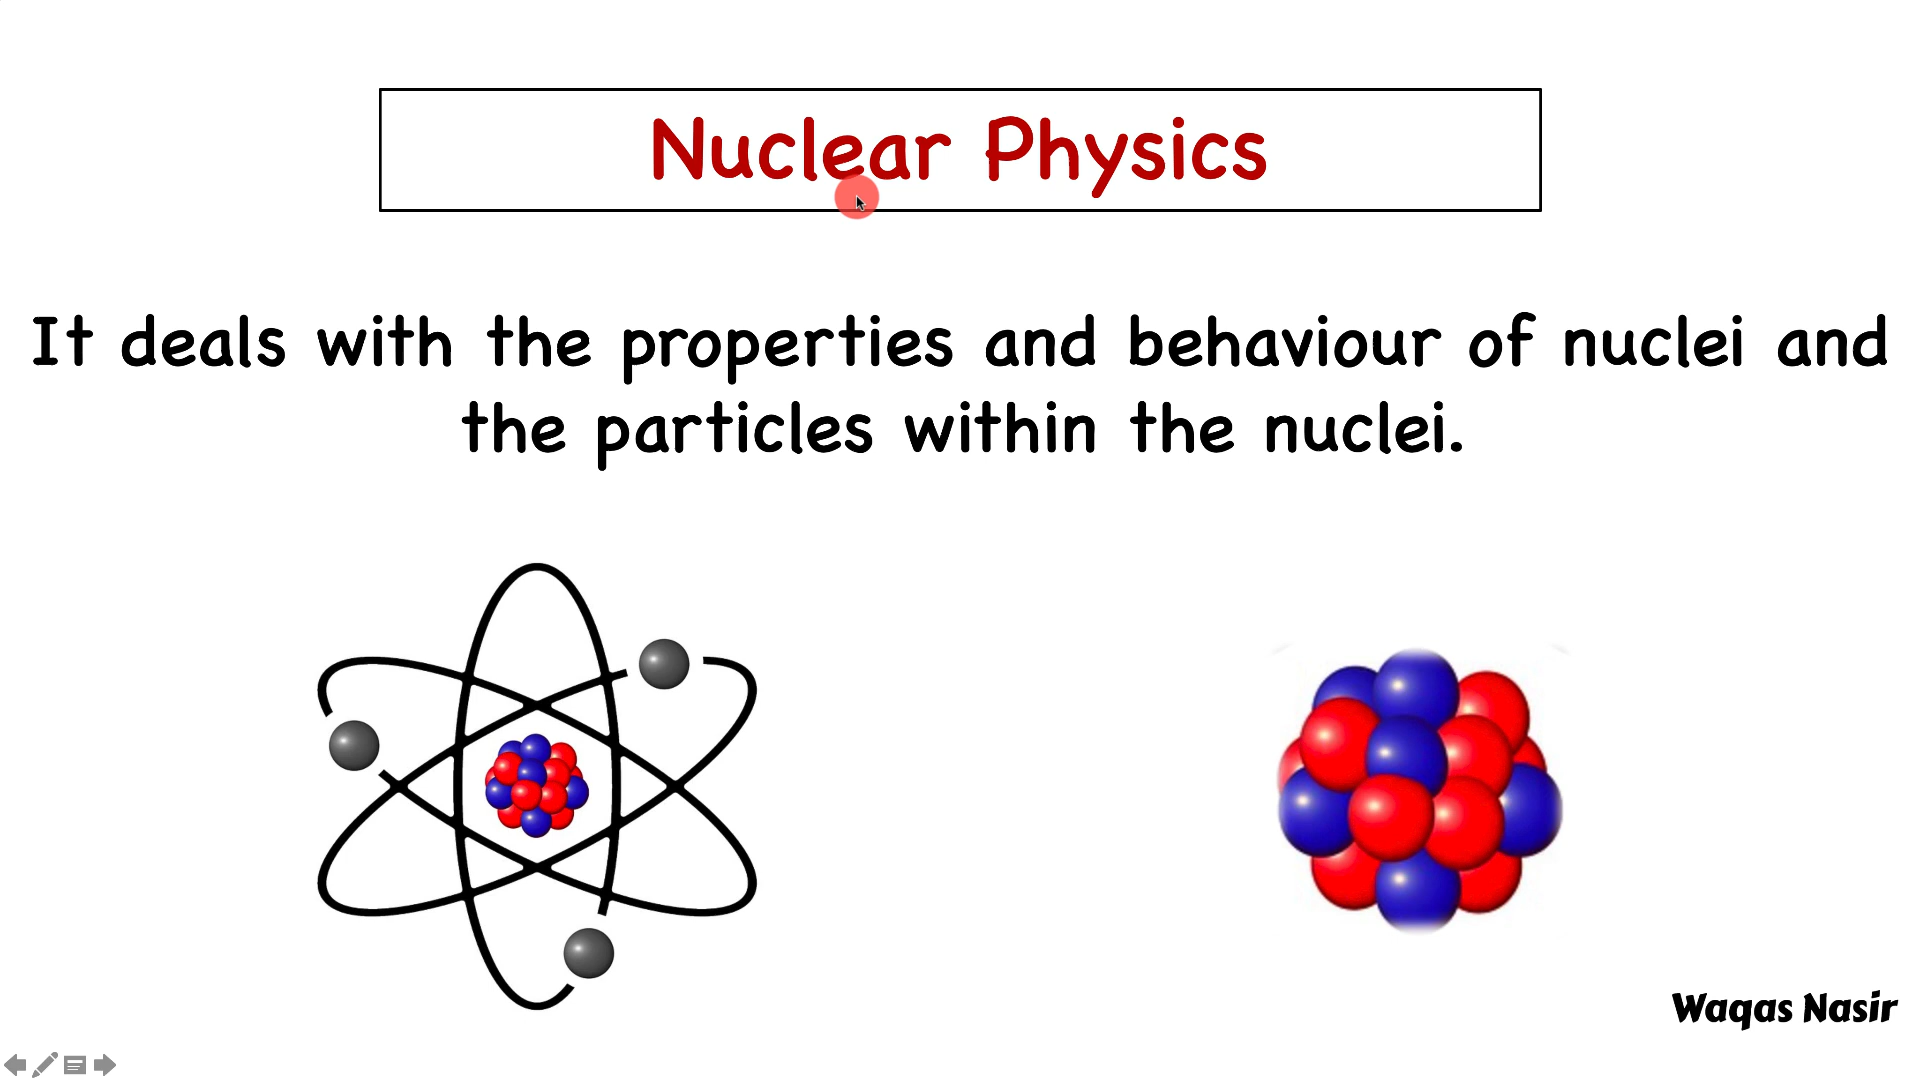 Nuclear Physics
It deals with the properties and behaviour of nuclei and
the particles within the nuclei.
Waqas Nasir